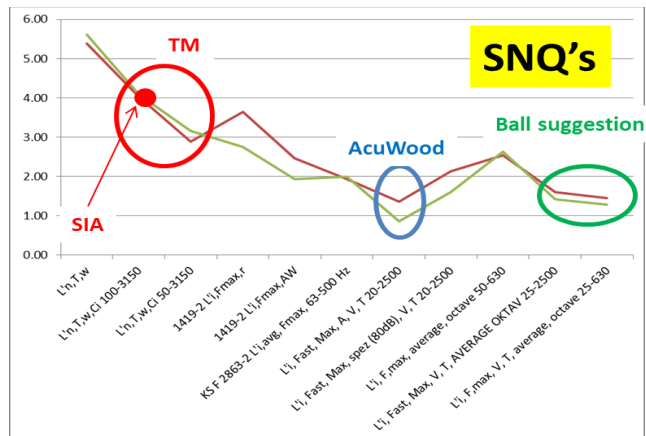 SNQ's
TM
AcuWood
Ball suggestion
SIA
6.00
5.00
4.00
3.00
2.00
1.00
0.00
L'n,T,w
L'n,T,w,Ci 100-3150
L'n,T,w,Ci 50-3150
1419-2 L'i,Fmax,r
1419-2 L'i,Fmax,AW
KS F 2863-2 L'i,avg, Fmax, 63-500 Hz
L'i, Fast, Max, A, V, T 20-2500
L'i, Fast, Max, spez (80dB), V, T 20-2500
L'i, F,max, average, octave 50-630
L'i, Fast, Max, V, T, AVERAGE OKTAV 25-2500
L'i, F,max, V, T, average, octave 25-630